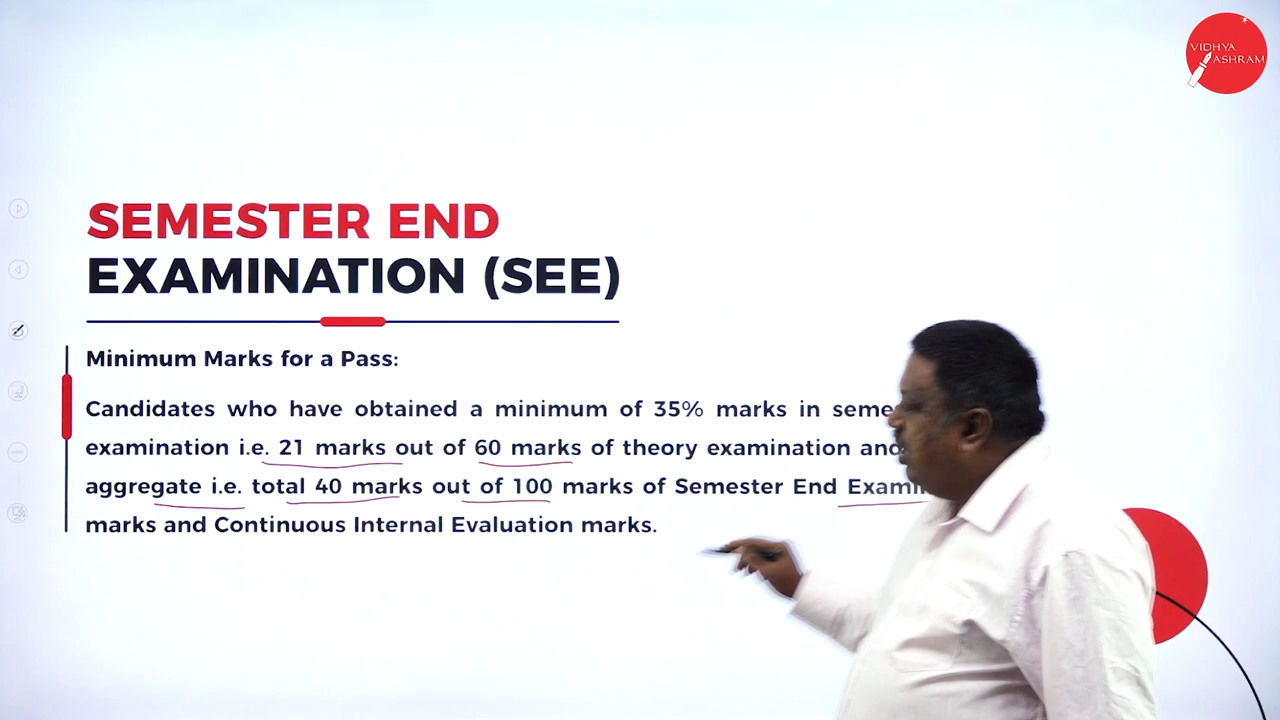 VIDHYA
ASHRAM
SEMESTER END
EXAMINATION (SEE)
Minimum Marks for a Pass:
Candidates who have obtained a minimum of 35% marks in
examination i.e. 21 marks out of 60 marks of theory examination and
aggregate i.e. total 40 marks out of 100 marks of Semester End
marks and Continuous Internal Evaluation marks.